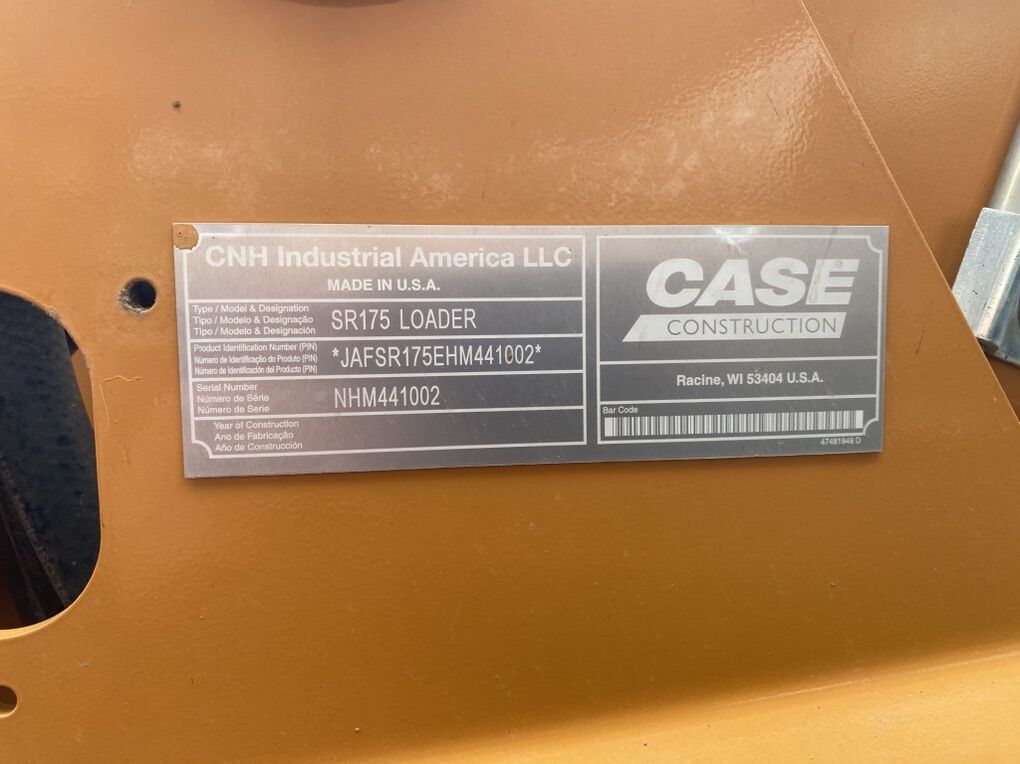 CNH Industrial America LLC
MADE IN U.S.A.
Type / Model & Designation
Tipo / Modelo & Designação
Tipo / Modelo & Designación
SR175 LOADER
Product Identification Number (PIN)
Número de Identificação do Produto (PIN)
Número de Identificación del Producto (PIN)
*JAFSR175EHM441002*
Serial Number
Número de Série
Número de Serie
NHM441002
Year of Construction
Ano de Fabricação
Año de Construcción
CASE
CONSTRUCTION
Racine, WI 53404 U.S.A.
Bar Code
47481949 D